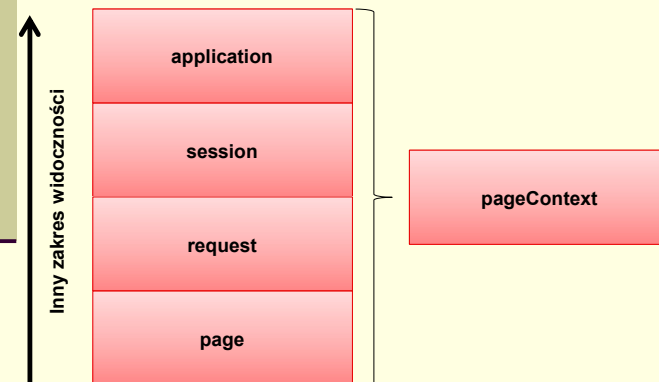 Inny zakres widoczności
application
session
request
page
pageContext